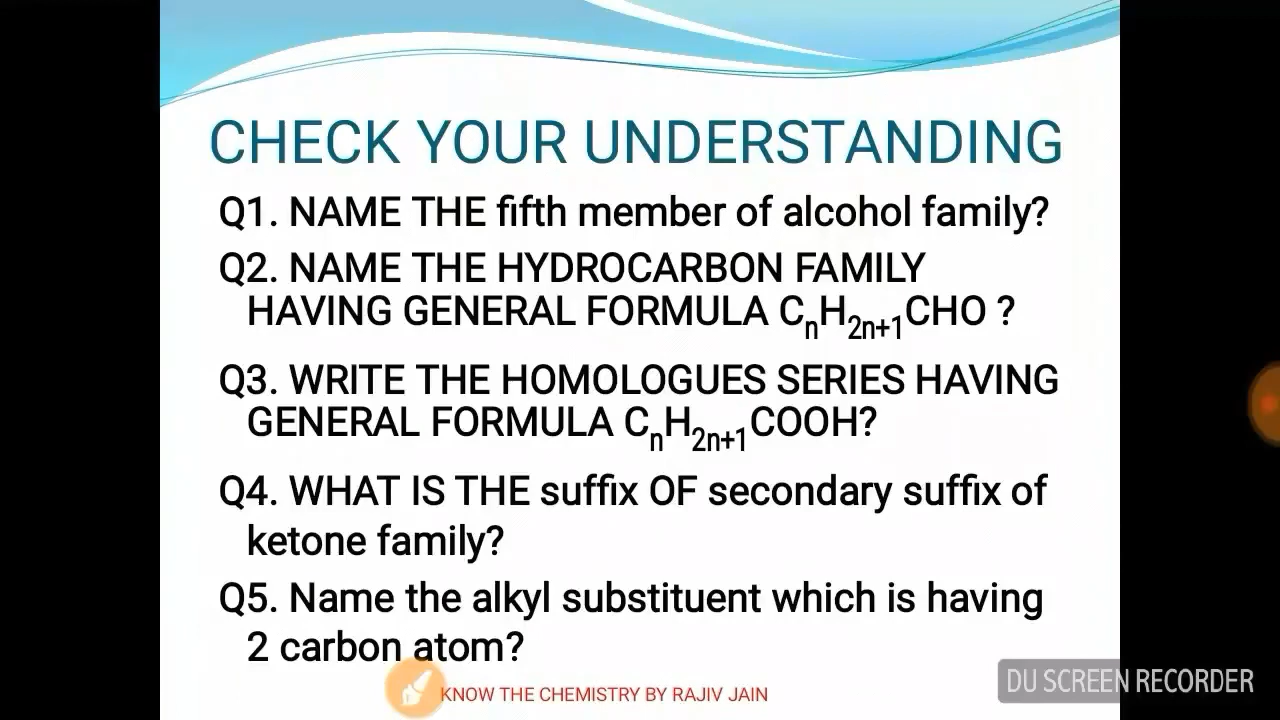 CHECK YOUR UNDERSTANDING
Q1. NAME THE fifth member of alcohol family?
Q2. NAME THE HYDROCARBON FAMILY
HAVING GENERAL FORMULA CnH2n+1CHO ?
Q3. WRITE THE HOMOLOGUES SERIES HAVING
GENERAL FORMULA CnH2n+1COOH?
Q4. WHAT IS THE suffix OF secondary suffix of
ketone family?
Q5. Name the alkyl substituent which is having
2 carbon atom?
KNOW THE CHEMISTRY BY RAJIV JAIN
DU SCREEN RECORDER